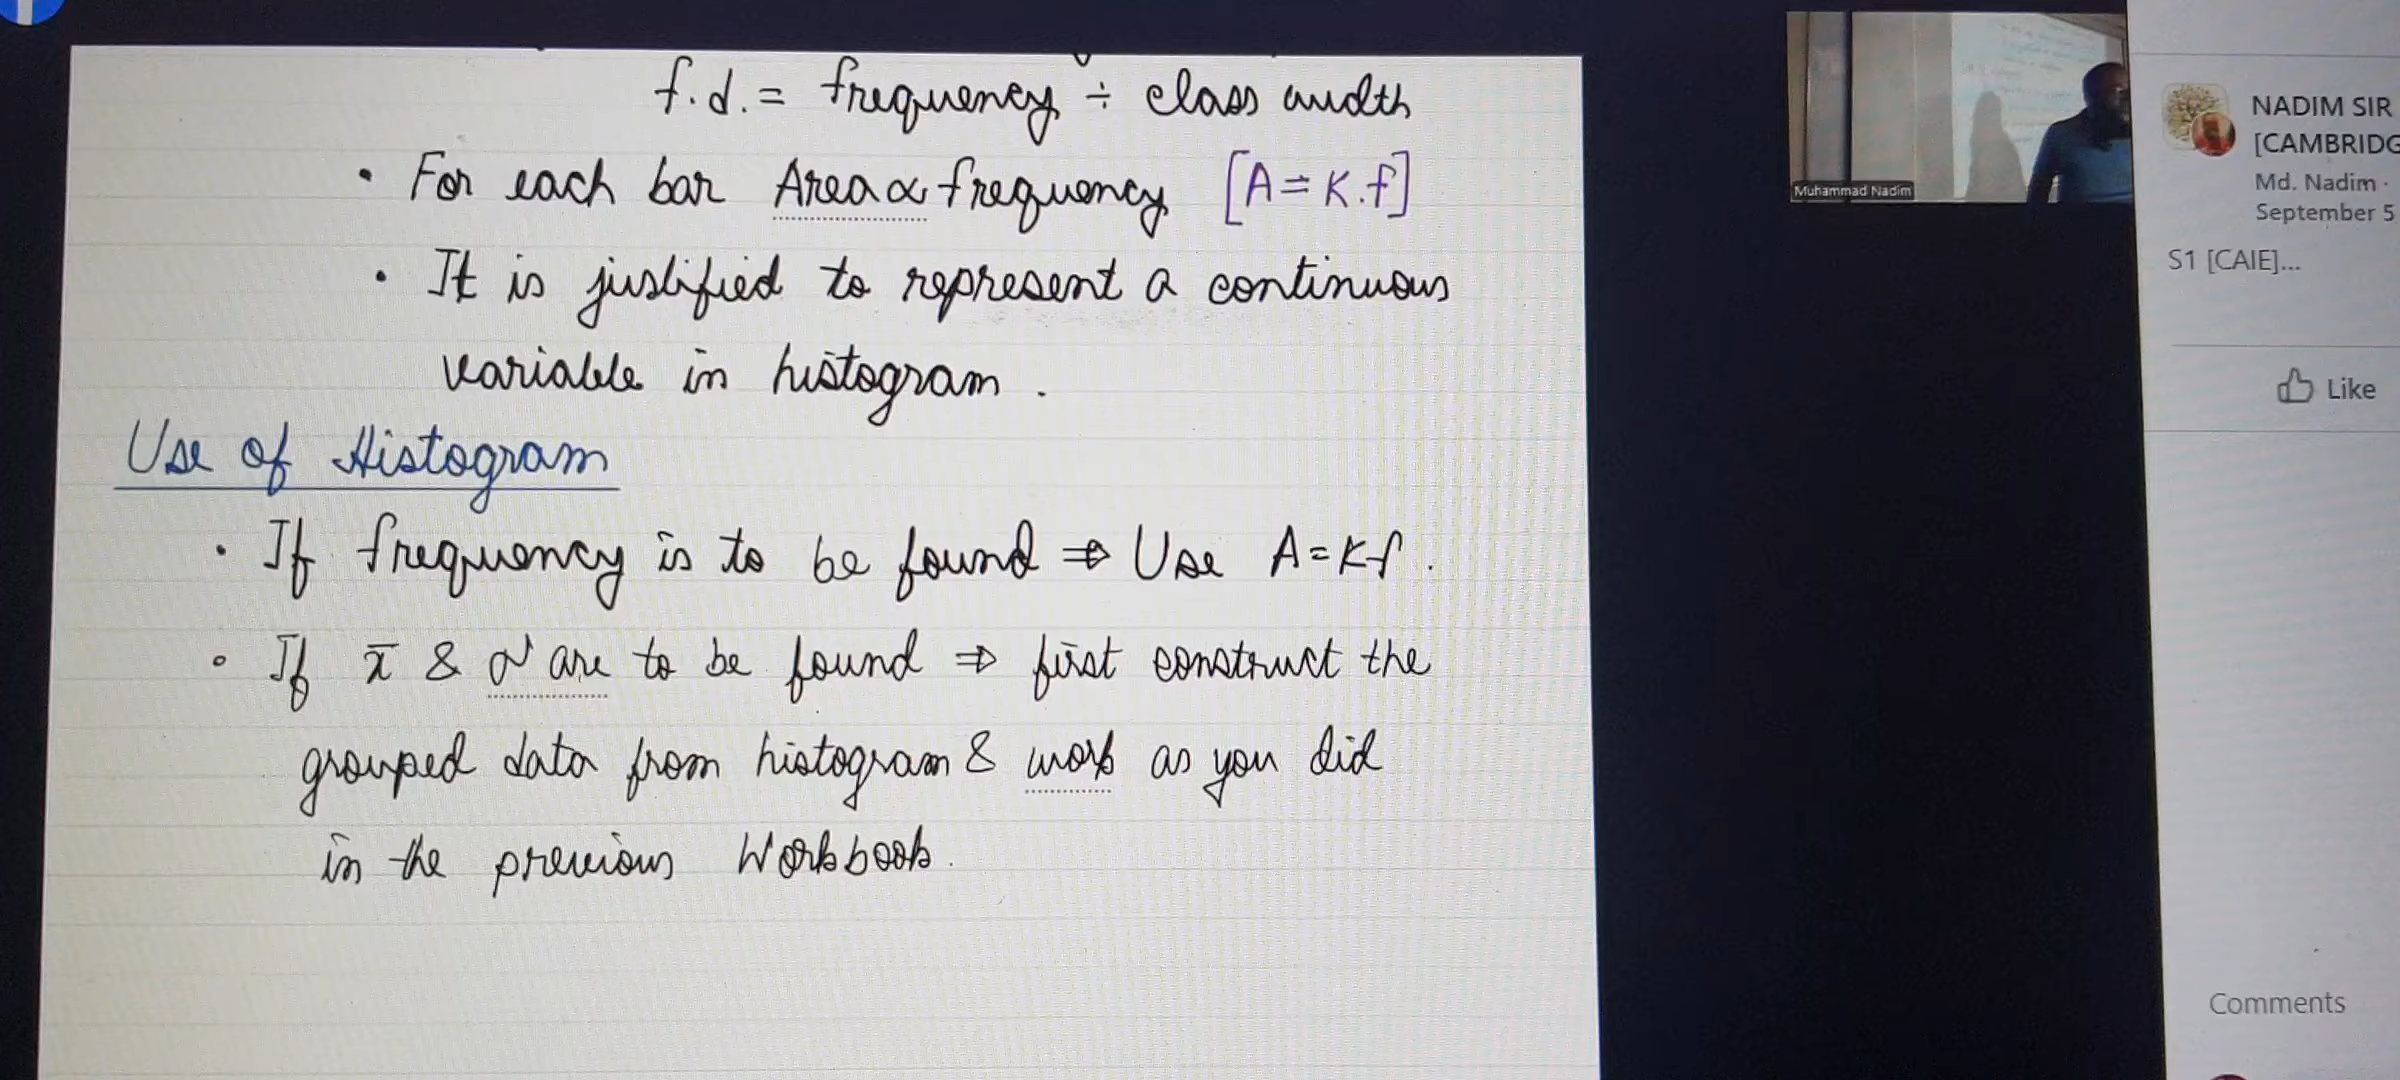 f.d. = frequency ÷ class width
• For each bar Area ∝ frequency [A = K.f]
• It is justified to represent a continuous
variable in histogram.
Use of Histogram
• If frequency is to be found ⇒ Use A = Kf.
• If x̄ & σ are to be found ⇒ first construct the
grouped data from histogram & work as you did
in the previous Workbook.
Muhammad Nadim
NADIM SIR
[CAMBRIDG
Md. Nadim ·
September 5
S1 [CAIE]...
Like
Comments